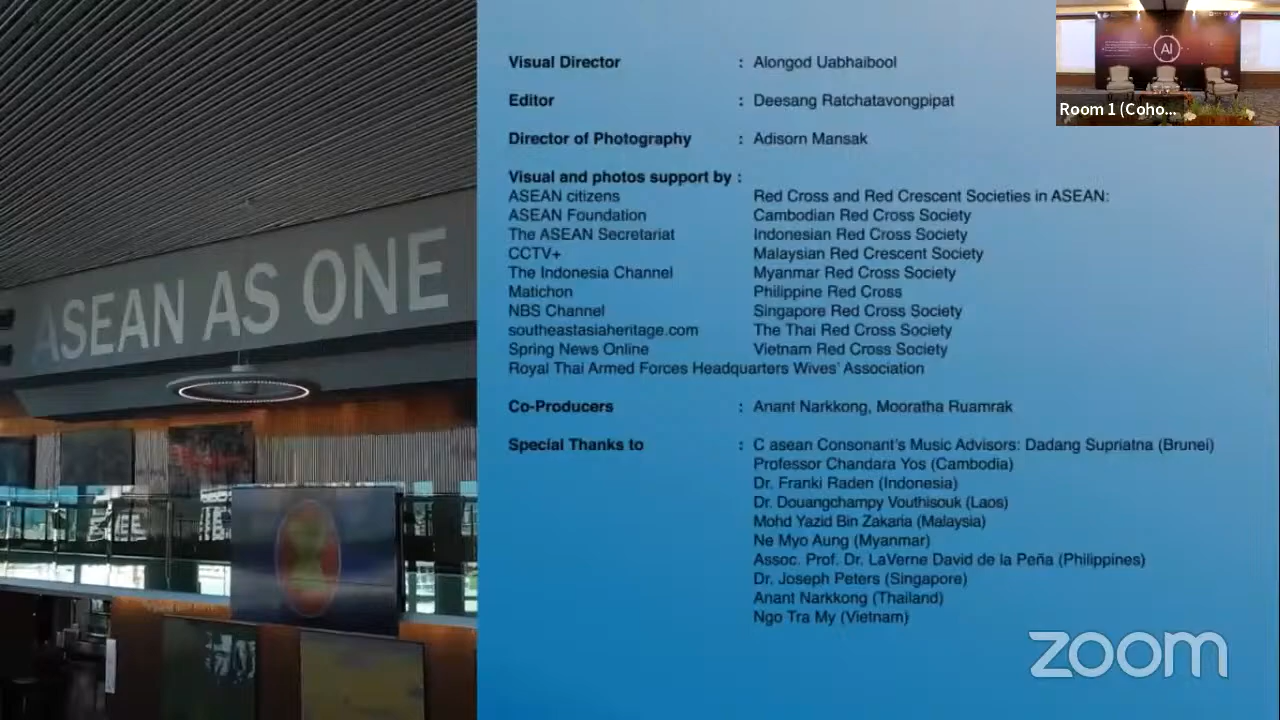 ASEAN AS ONE
Visual Director : Alongod Uabhaibool
Editor : Deesang Ratchatavongpipat
Director of Photography : Adisorn Mansak
Visual and photos support by :
ASEAN citizens Red Cross and Red Crescent Societies in ASEAN:
ASEAN Foundation Cambodian Red Cross Society
The ASEAN Secretariat Indonesian Red Cross Society
CCTV+ Malaysian Red Crescent Society
The Indonesia Channel Myanmar Red Cross Society
Matichon Philippine Red Cross
NBS Channel Singapore Red Cross Society
southeastasiaheritage.com The Thai Red Cross Society
Spring News Online Vietnam Red Cross Society
Royal Thai Armed Forces Headquarters Wives' Association
Co-Producers : Anant Narkkong, Mooratha Ruamrak
Special Thanks to : C asean Consonant's Music Advisors: Dadang Supriatna (Brunei)
Professor Chandara Yos (Cambodia)
Dr. Franki Raden (Indonesia)
Dr. Douangchampy Vouthisouk (Laos)
Mohd Yazid Bin Zakaria (Malaysia)
Ne Myo Aung (Myanmar)
Assoc. Prof. Dr. LaVerne David de la Peña (Philippines)
Dr. Joseph Peters (Singapore)
Anant Narkkong (Thailand)
Ngo Tra My (Vietnam)
AI
Room 1 (Coho...
zoom